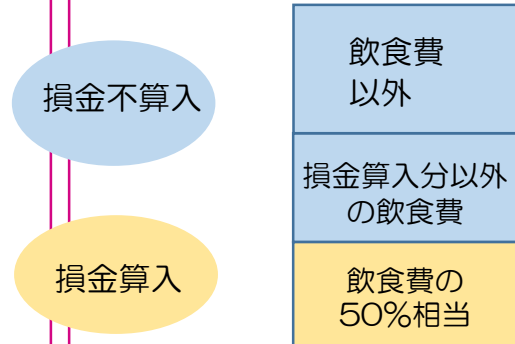 飲食費
以外
損金不算入
損金算入分以外
の飲食費
損金算入
飲食費の
50%相当